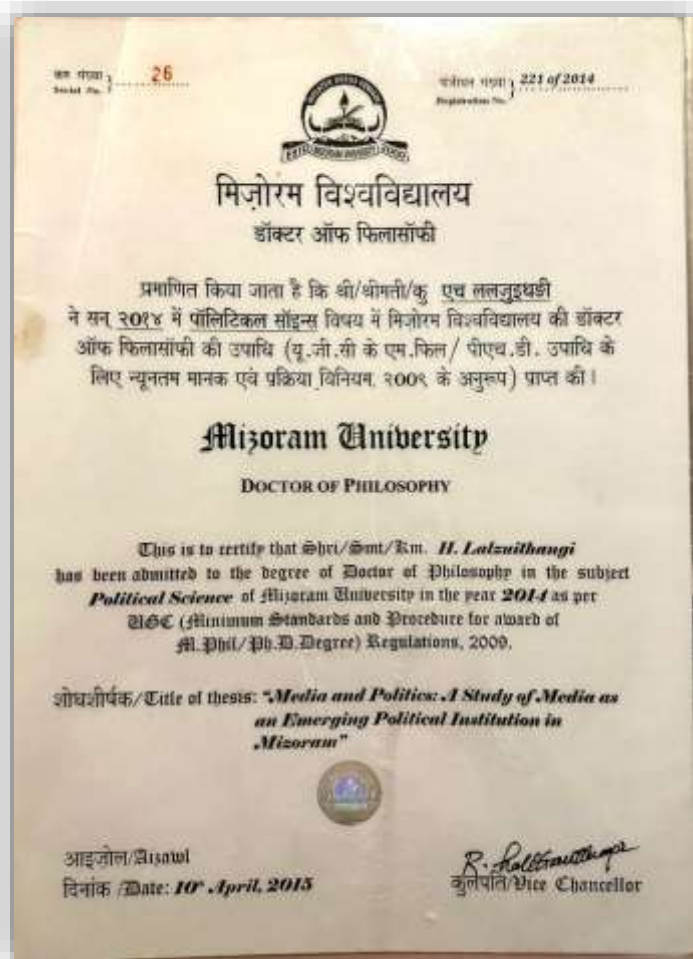 क्रम संख्या
Serial No. } 26
पंजीयन संख्या
Registration No. } 221 of 2014
मिज़ोरम विश्वविद्यालय
डॉक्टर ऑफ फिलासॉफी
प्रमाणित किया जाता है कि श्री/श्रीमती/कु एच ललजुइथङी
ने सन् २०१४ में पॉलिटिकल सॉइन्स विषय में मिजोरम विश्वविद्यालय की डॉक्टर
ऑफ फिलासॉफी की उपाधि (यू.जी.सी के एम.फिल/ पीएच.डी. उपाधि के
लिए न्यूनतम मानक एवं प्रक्रिया विनियम, २००९ के अनुरूप) प्राप्त की।
Mizoram University
DOCTOR OF PHILOSOPHY
This is to certify that Shri/Smt/Km. H. Lalzuithangi
has been admitted to the degree of Doctor of Philosophy in the subject
Political Science of Mizoram University in the year 2014 as per
UGC (Minimum Standards and Procedure for award of
M.Phil/Ph.D.Degree) Regulations, 2009.
शोधशीर्षक/Title of thesis: "Media and Politics: A Study of Media as
an Emerging Political Institution in
Mizoram"
आइजोल/Aizawl
दिनांक /Date: 10th April, 2015
कुलपति/Vice Chancellor